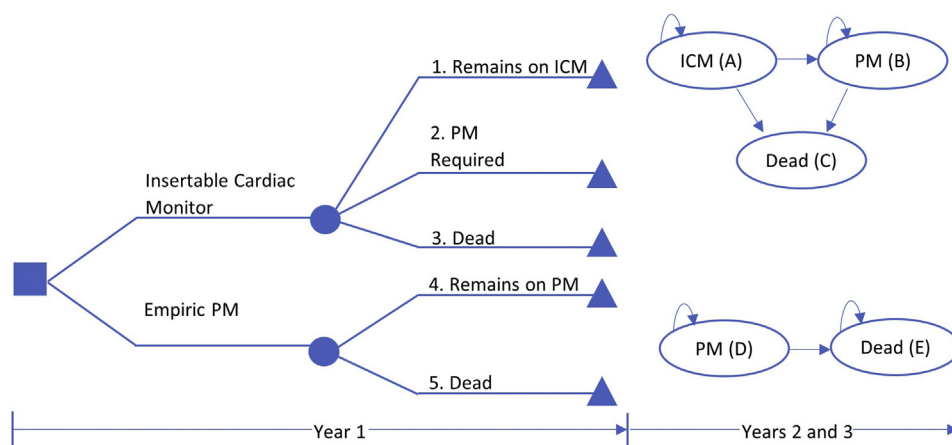 1. Remains on ICM
2. PM
Required
3. Dead
Insertable Cardiac
Monitor
Empiric PM
4. Remains on PM
5. Dead
Year 1
ICM (A)
PM (B)
Dead (C)
PM (D)
Dead (E)
Years 2 and 3